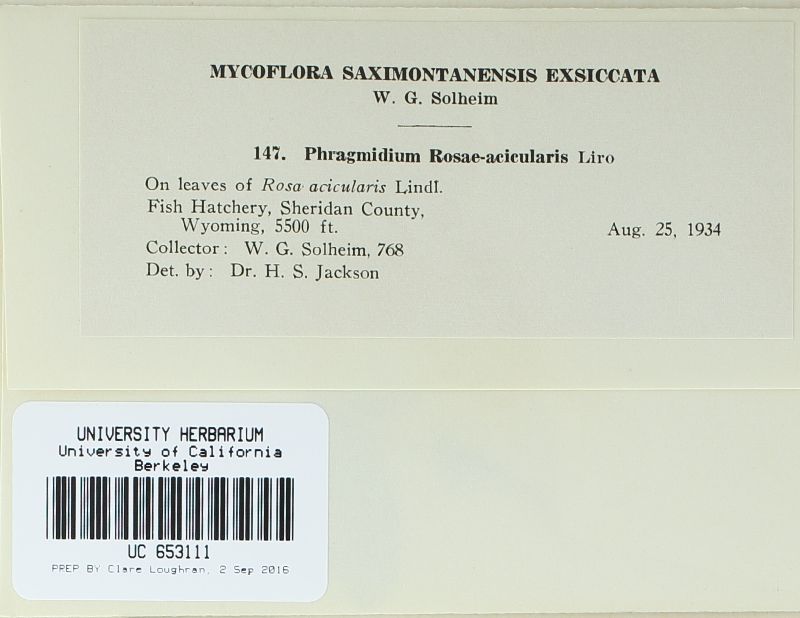 MYCOFLORA SAXIMONTANENSIS EXSICCATA
W. G. Solheim
147. Phragmidium Rosae-acicularis Liro
On leaves of Rosa acicularis Lindl.
Fish Hatchery, Sheridan County,
Wyoming, 5500 ft.
Aug. 25, 1934
Collector: W. G. Solheim, 768
Det. by: Dr. H. S. Jackson
UNIVERSITY HERBARIUM
University of California
Berkeley
UC 653111
PREP BY Clare Loughran, 2 Sep 2016